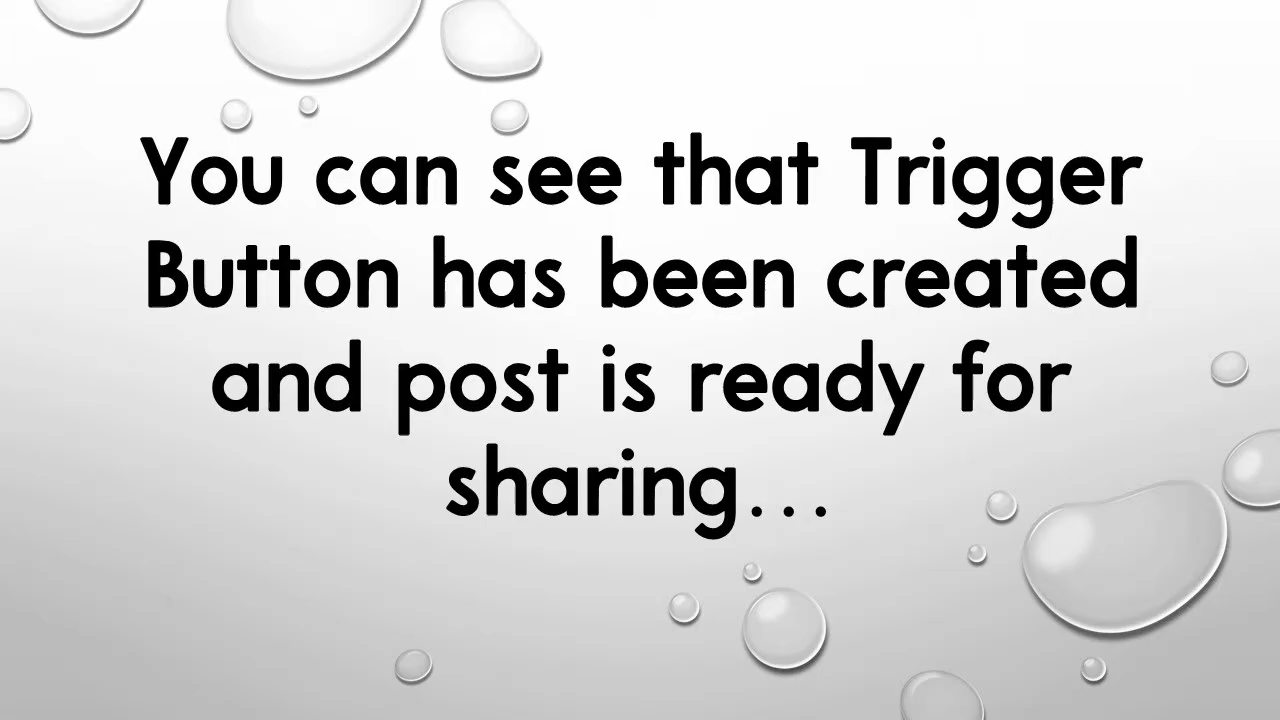 You can see that Trigger
Button has been created
and post is ready for
sharing…